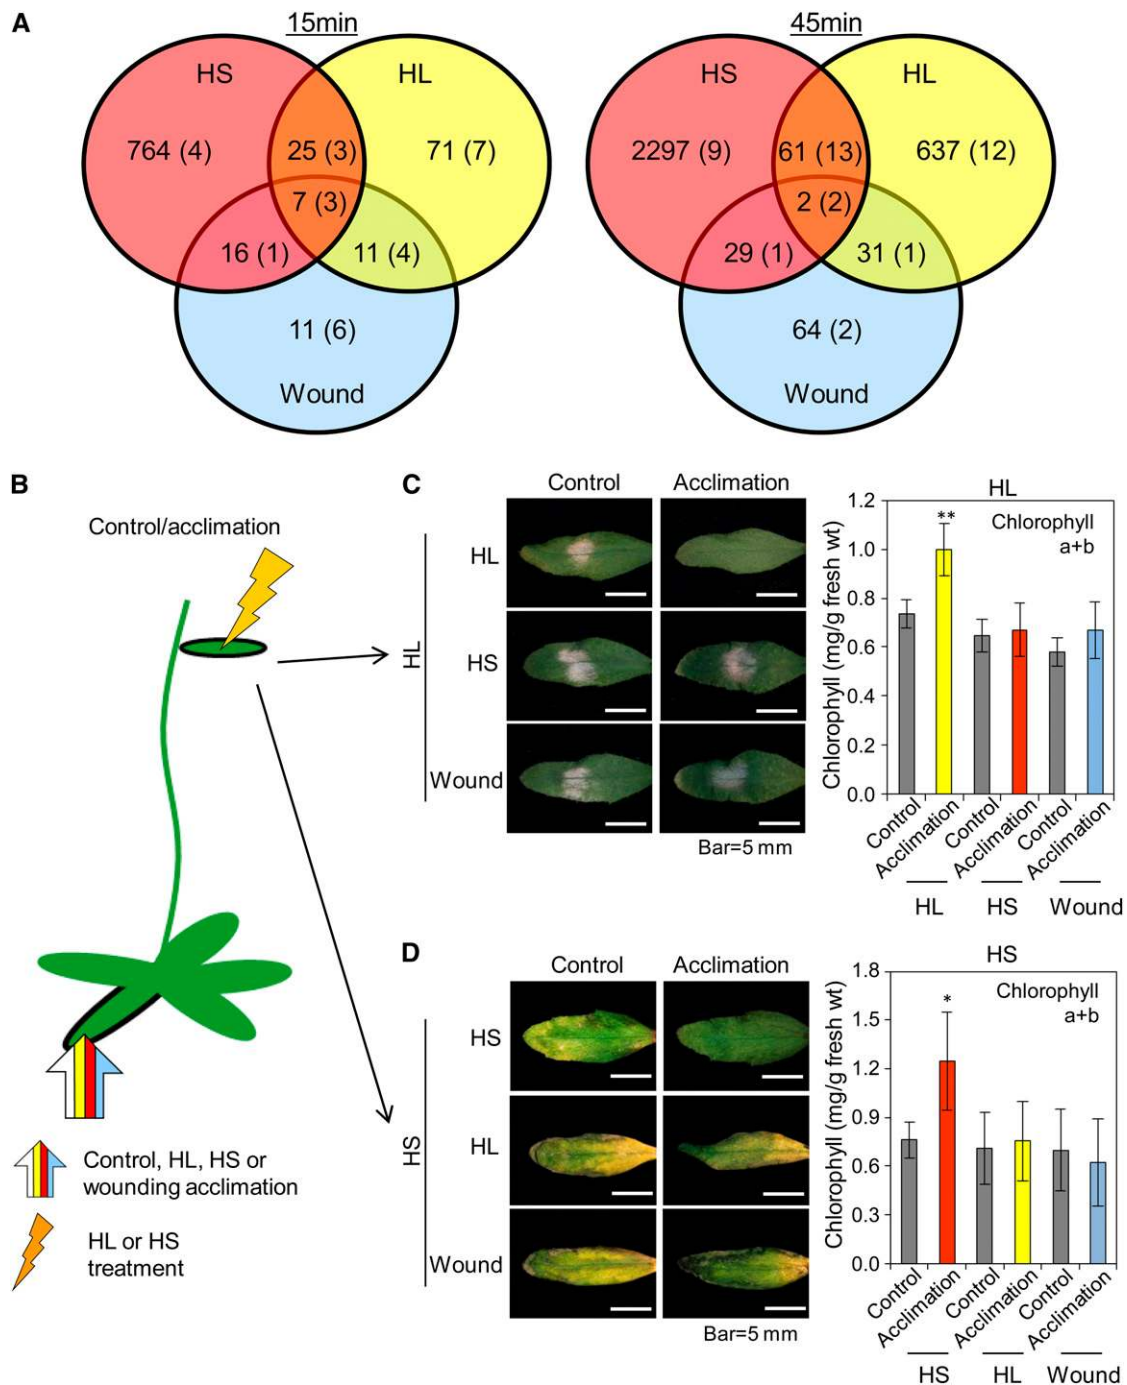 A
15min
HS
HL
764 (4)
25 (3)
71 (7)
7 (3)
16 (1)
11 (4)
11 (6)
Wound
45min
HS
HL
2297 (9)
61 (13)
637 (12)
2 (2)
29 (1)
31 (1)
64 (2)
Wound
B
Control/acclimation
Control, HL, HS or
wounding acclimation
HL or HS
treatment
C
Control
Acclimation
HL
HL
HS
Wound
Bar=5 mm
HL
Chlorophyll
a+b
Chlorophyll (mg/g fresh wt)
1.2
1.0
0.8
0.6
0.4
0.2
0.0
**
Control
Acclimation
Control
Acclimation
Control
Acclimation
HL
HS
Wound
D
Control
Acclimation
HS
HS
HL
Wound
Bar=5 mm
HS
Chlorophyll
a+b
Chlorophyll (mg/g fresh wt)
1.8
1.5
1.2
0.9
0.6
0.3
0.0
*
Control
Acclimation
Control
Acclimation
Control
Acclimation
HS
HL
Wound